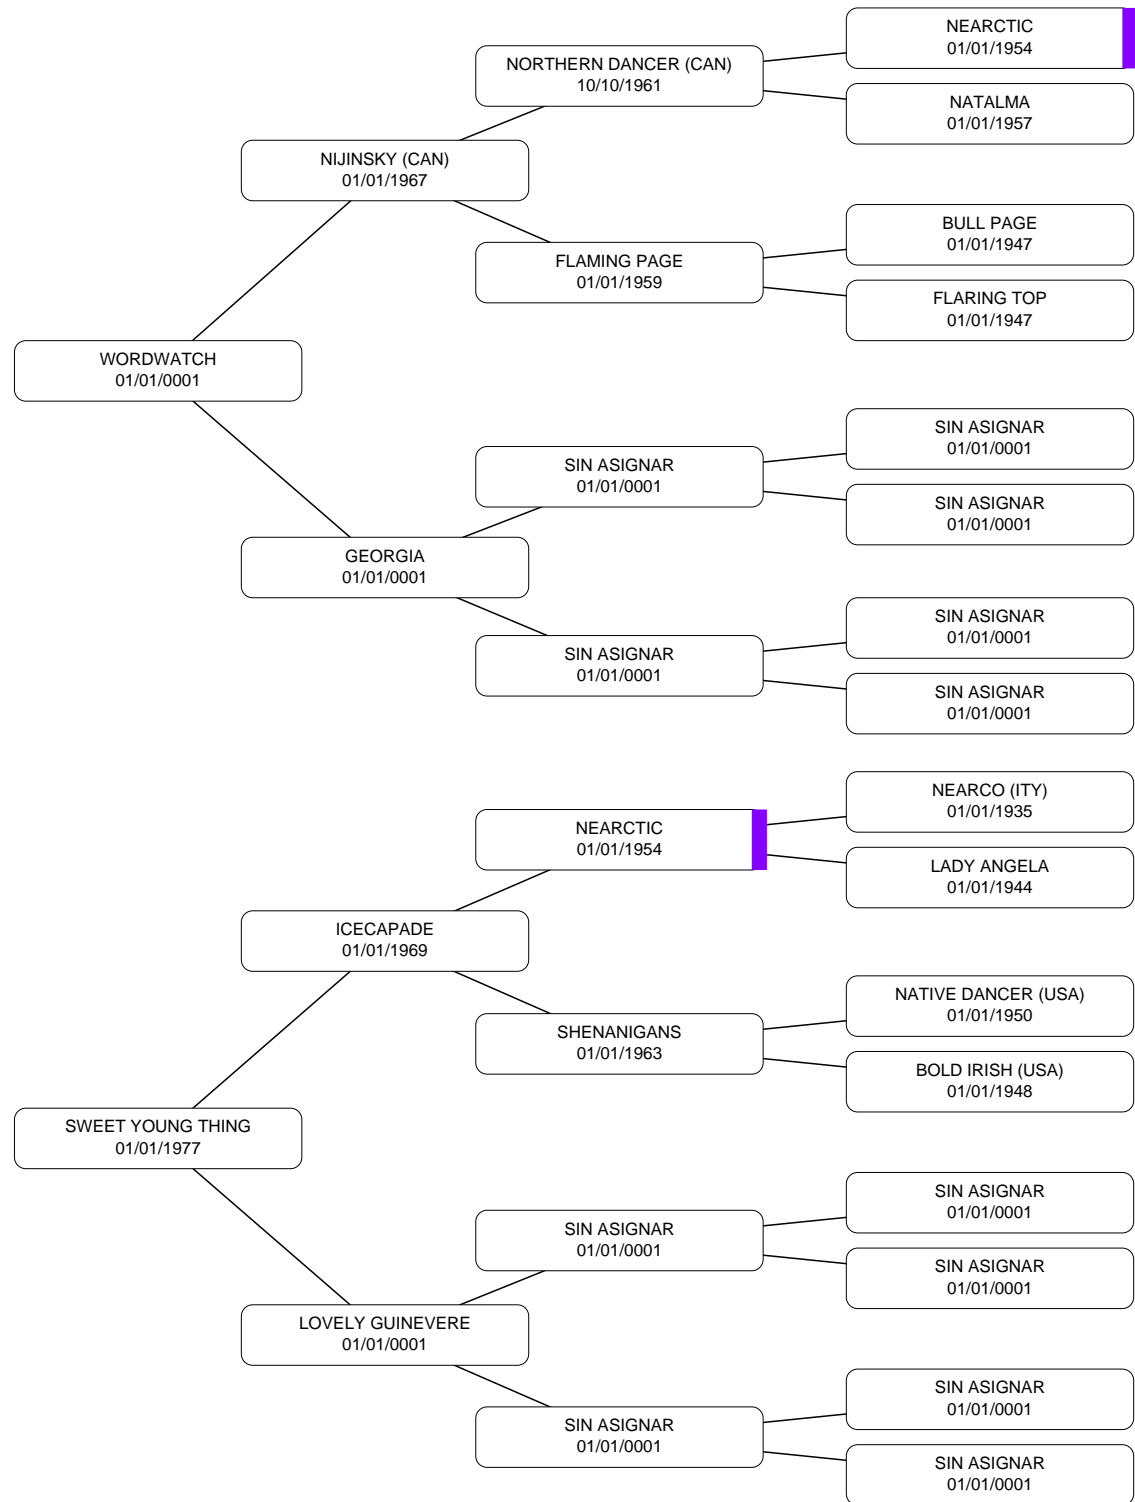 NEARCTIC
01/01/1954
NORTHERN DANCER (CAN)
10/10/1961
NATALMA
01/01/1957
NIJINSKY (CAN)
01/01/1967
BULL PAGE
01/01/1947
FLAMING PAGE
01/01/1959
FLARING TOP
01/01/1947
WORDWATCH
01/01/0001
SIN ASIGNAR
01/01/0001
SIN ASIGNAR
01/01/0001
SIN ASIGNAR
01/01/0001
GEORGIA
01/01/0001
SIN ASIGNAR
01/01/0001
SIN ASIGNAR
01/01/0001
SIN ASIGNAR
01/01/0001
NEARCO (ITY)
01/01/1935
NEARCTIC
01/01/1954
LADY ANGELA
01/01/1944
ICECAPADE
01/01/1969
NATIVE DANCER (USA)
01/01/1950
SHENANIGANS
01/01/1963
BOLD IRISH (USA)
01/01/1948
SWEET YOUNG THING
01/01/1977
SIN ASIGNAR
01/01/0001
SIN ASIGNAR
01/01/0001
SIN ASIGNAR
01/01/0001
LOVELY GUINEVERE
01/01/0001
SIN ASIGNAR
01/01/0001
SIN ASIGNAR
01/01/0001
SIN ASIGNAR
01/01/0001